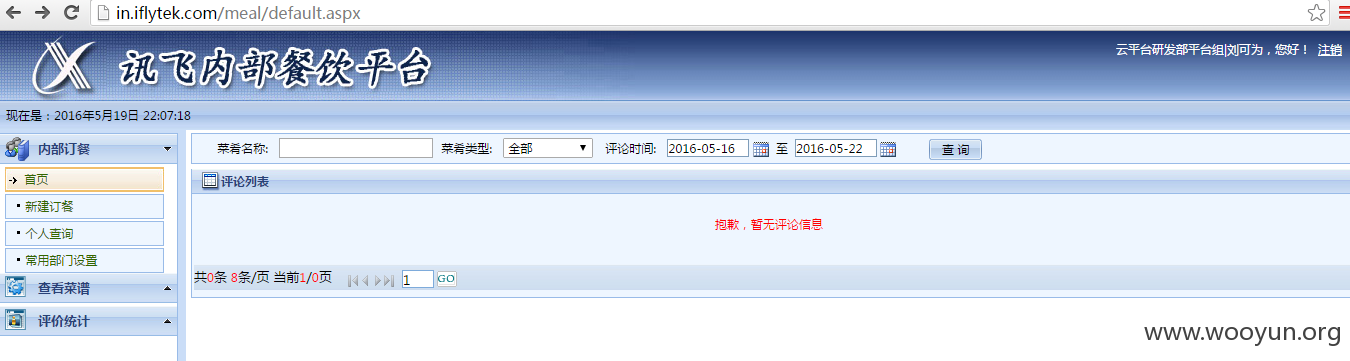 in.iflytek.com/meal/default.aspx
讯飞内部餐饮平台
云平台研发部平台组|刘可为，您好！ 注销
现在是：2016年5月19日 22:07:18
内部订餐
菜肴名称: 菜肴类型: 全部 评论时间: 2016-05-16 至 2016-05-22 查 询
首页
评论列表
新建订餐
抱歉，暂无评论信息
个人查询
常用部门设置
共0条 8条/页 当前1/0页 1 GO
查看菜谱
评价统计
www.wooyun.org